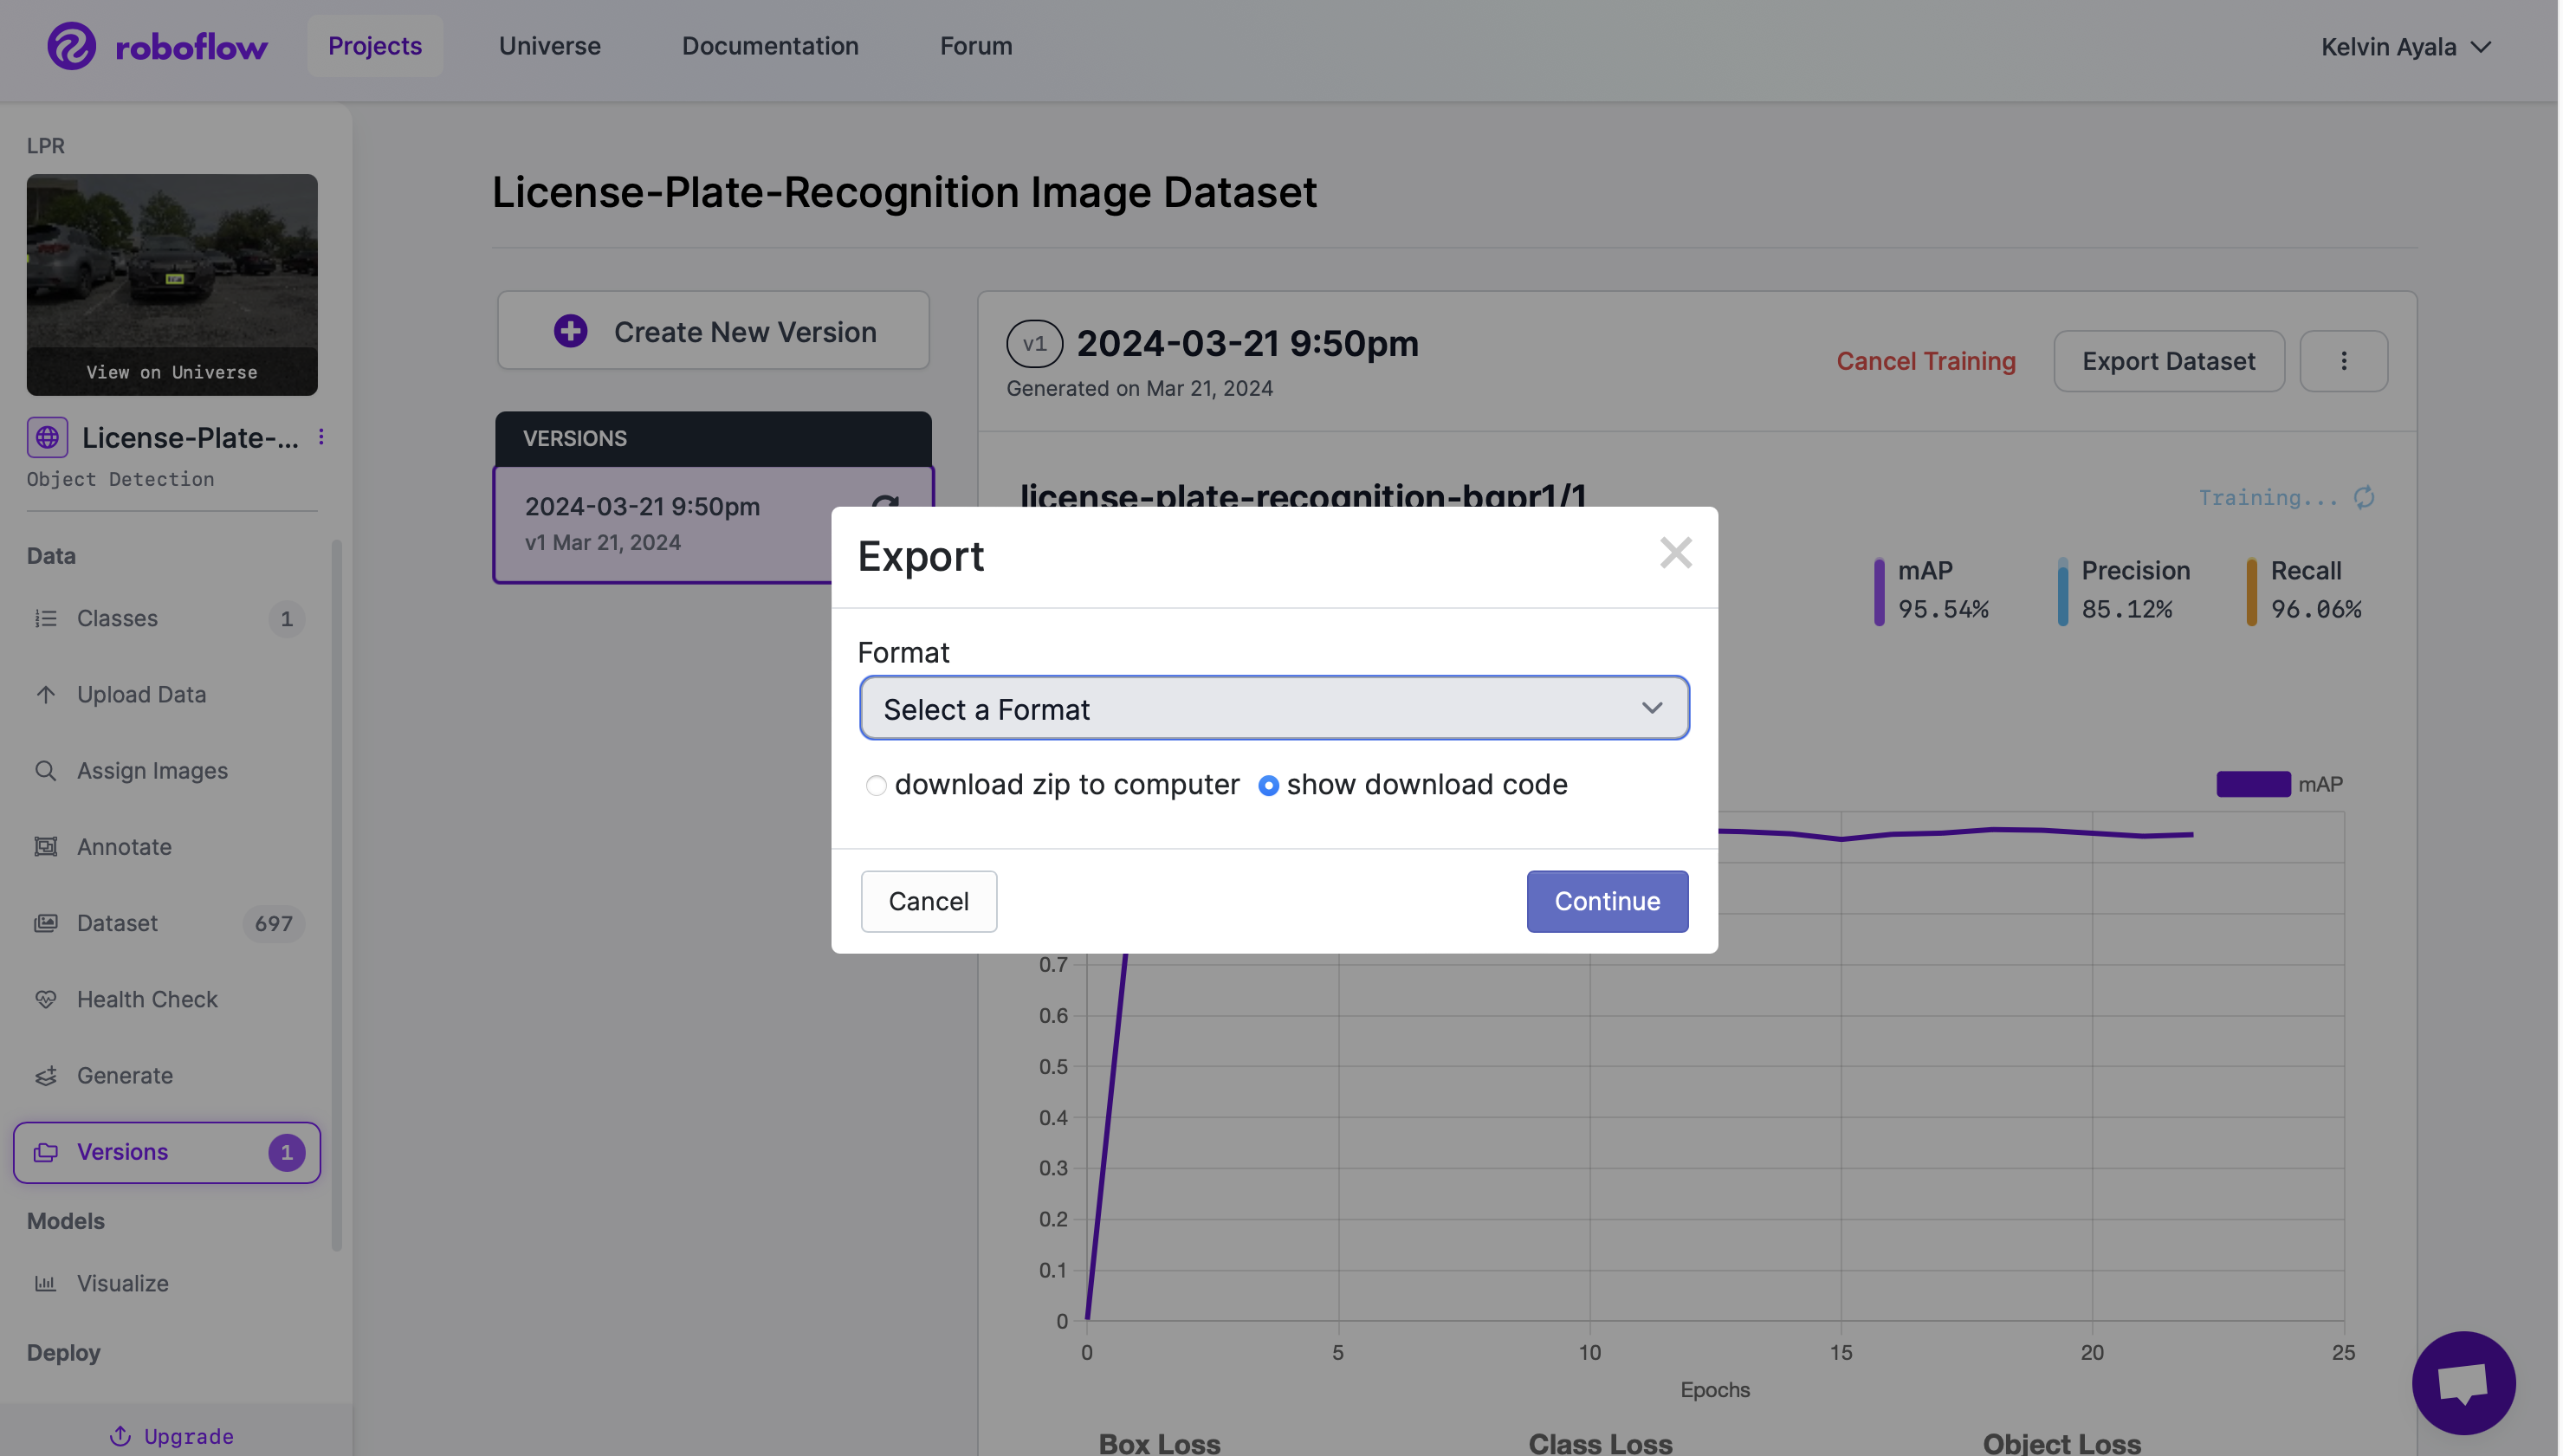 roboflow
Projects
Universe
Documentation
Forum
Kelvin Ayala
LPR
View on Universe
License-Plate-...
Object Detection
Data
Classes 1
Upload Data
Assign Images
Annotate
Dataset 697
Health Check
Generate
Versions 1
Models
Visualize
Deploy
Upgrade
License-Plate-Recognition Image Dataset
Create New Version
VERSIONS
2024-03-21 9:50pm
v1 Mar 21, 2024
v1 2024-03-21 9:50pm
Generated on Mar 21, 2024
Cancel Training
Export Dataset
license-plate-recognition-bgpr1/1
Training...
mAP
95.54%
Precision
85.12%
Recall
96.06%
Export
Format
Select a Format
download zip to computer
show download code
Cancel
Continue
mAP
0.7
0.6
0.5
0.4
0.3
0.2
0.1
0
0 5 10 15 20 25
Epochs
Box Loss
Class Loss
Object Loss